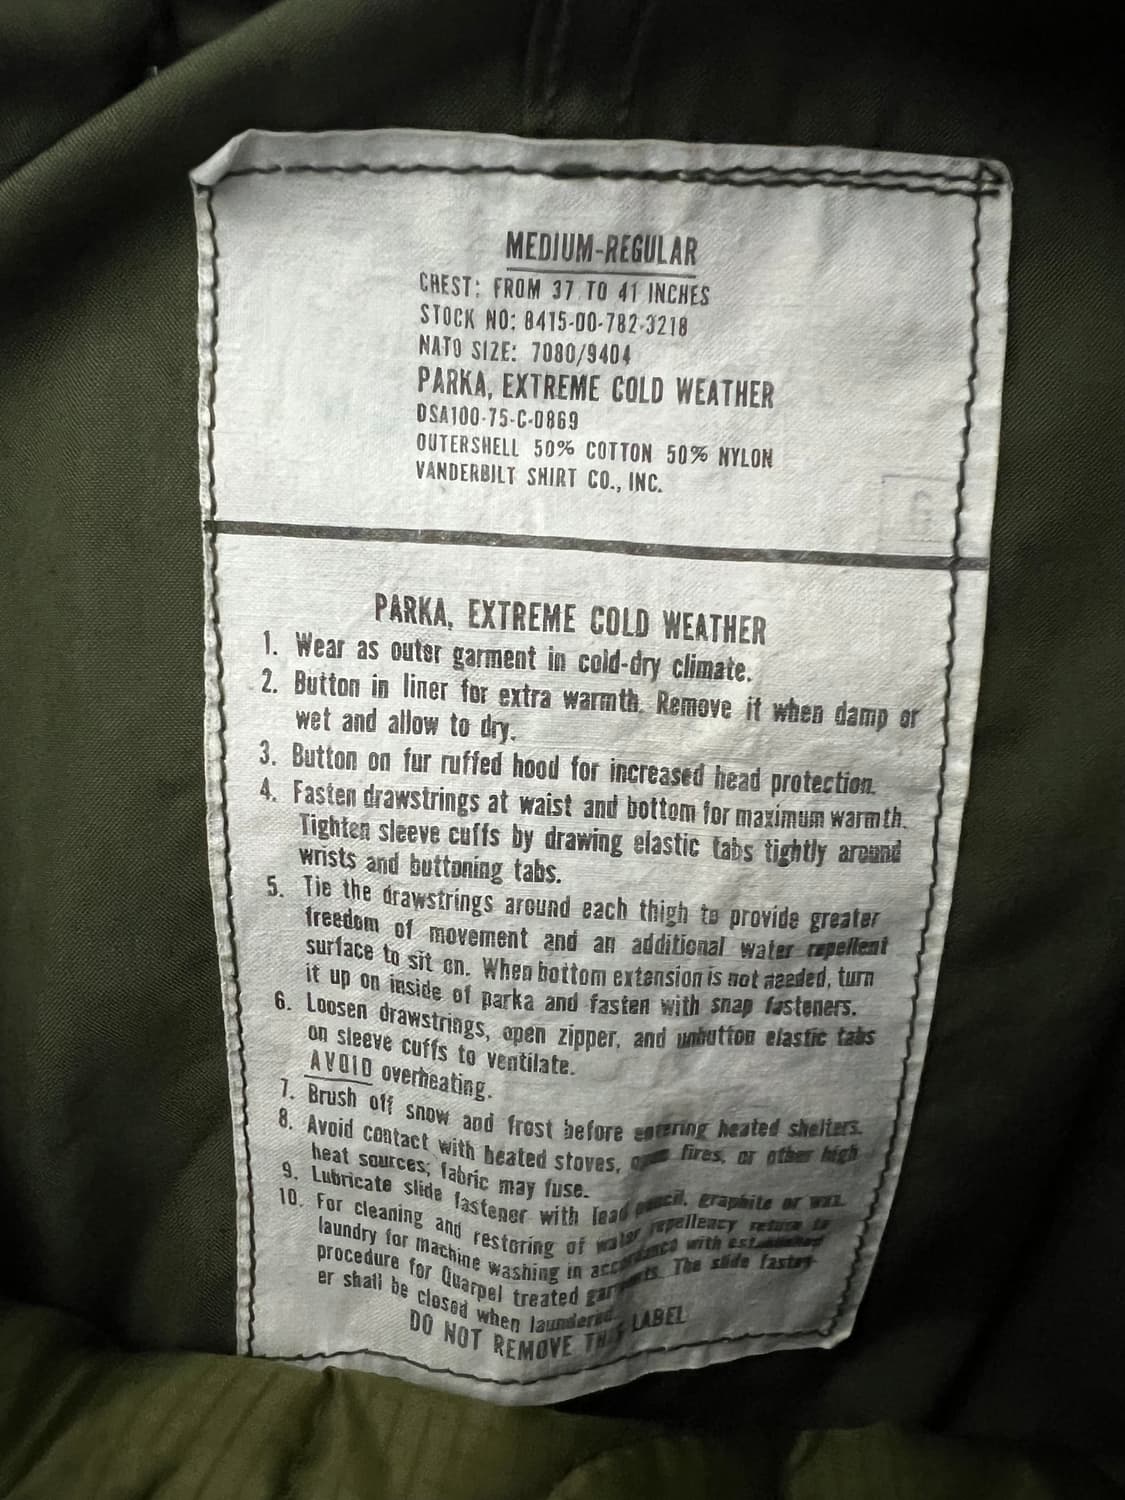 MEDIUM-REGULAR
CHEST: FROM 37 TO 41 INCHES
STOCK NO: 8415-00-782-3218
NATO SIZE: 7080/9404
PARKA, EXTREME COLD WEATHER
DSA100-75-C-0869
OUTERSHELL 50% COTTON 50% NYLON
VANDERBILT SHIRT CO., INC.
PARKA, EXTREME COLD WEATHER
1. Wear as outer garment in cold-dry climate.
2. Button in liner for extra warmth. Remove it when damp or
wet and allow to dry.
3. Button on fur ruffed hood for increased head protection.
4. Fasten drawstrings at waist and bottom for maximum warmth.
Tighten sleeve cuffs by drawing elastic tabs tightly around
wrists and buttoning tabs.
5. Tie the drawstrings around each thigh to provide greater
freedom of movement and an additional water repellent
surface to sit on. When bottom extension is not needed, turn
it up on inside of parka and fasten with snap fasteners.
6. Loosen drawstrings, open zipper, and unbutton elastic tabs
on sleeve cuffs to ventilate.
AVOID overheating.
7. Brush off snow and frost before entering heated shelters.
8. Avoid contact with heated stoves, open fires, or other high
heat sources; fabric may fuse.
9. Lubricate slide fastener with lead pencil, graphite or wax.
10. For cleaning and restoring of water repellency return to
laundry for machine washing in accordance with established
procedure for Quarpel treated garments. The slide fasten-
er shall be closed when laundered.
DO NOT REMOVE THIS LABEL